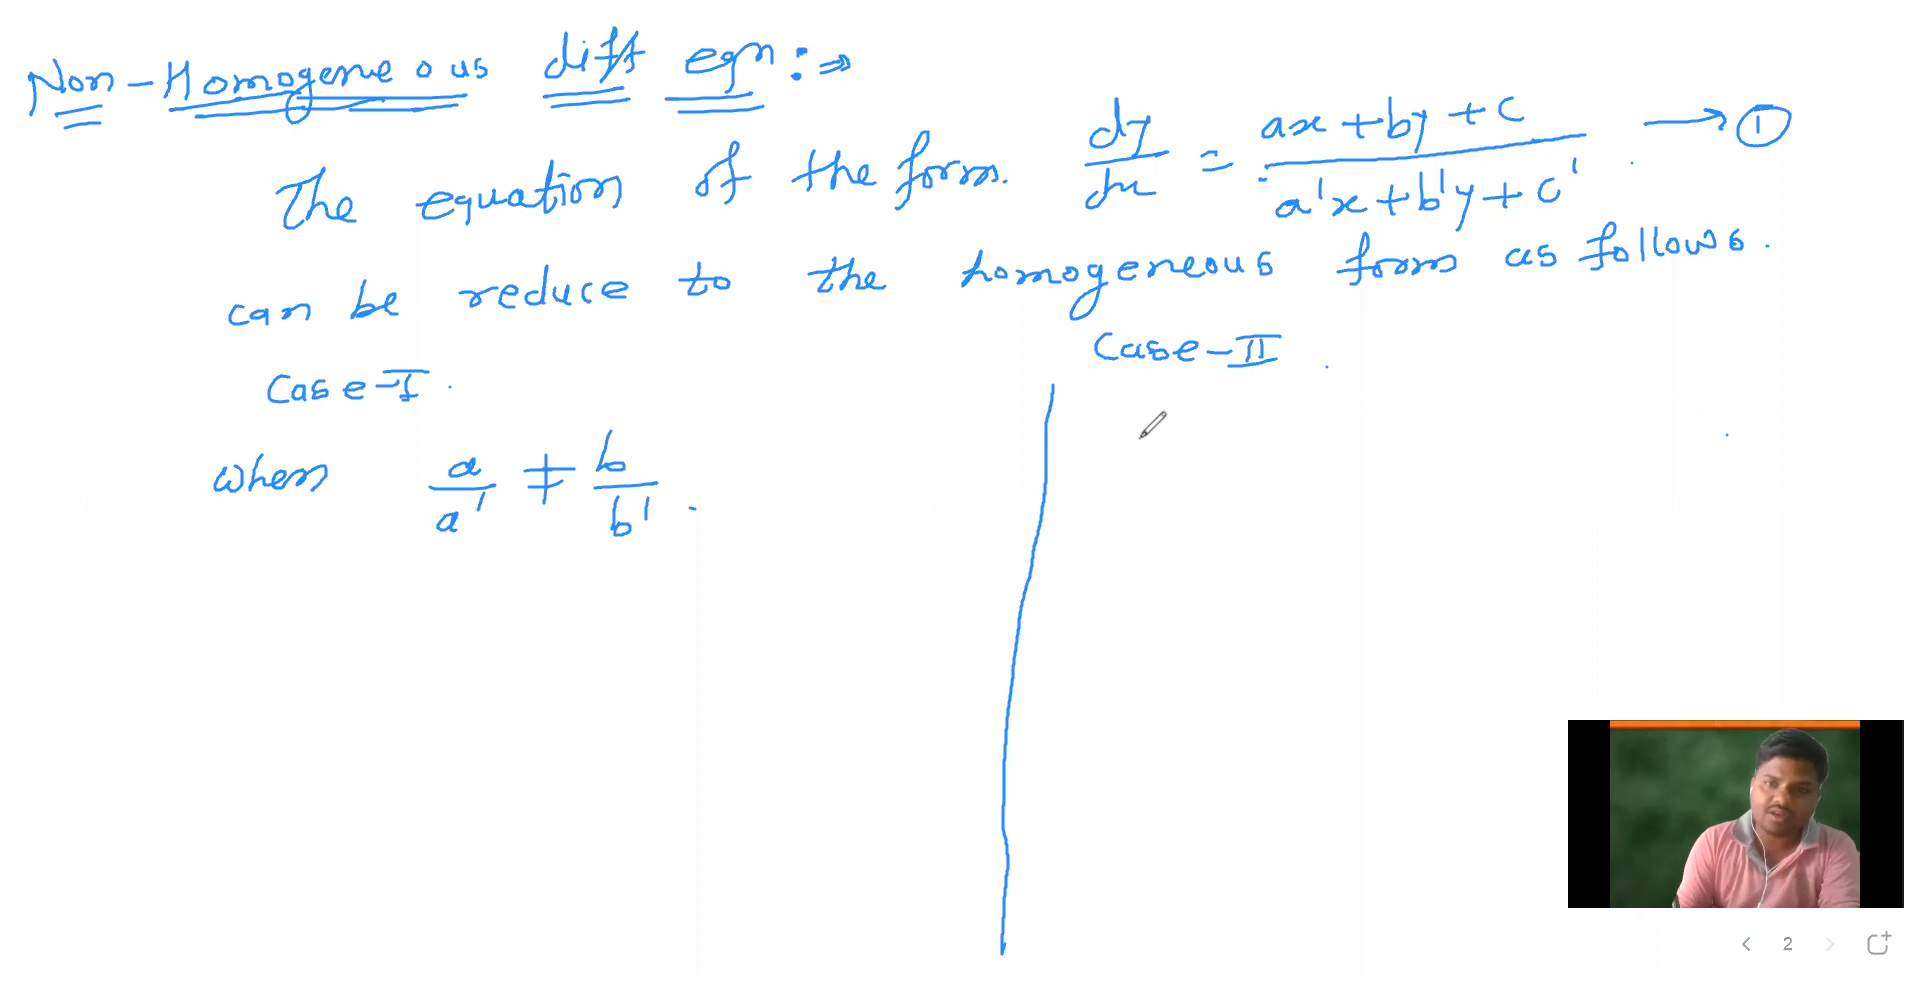 Non-Homogeneous diff eqn :⇒
The equation of the form. dy/dx = (ax+by+c)/(a'x+b'y+c') → ①
can be reduce to the homogeneous form as follows.
Case-I.
when a/a' ≠ b/b'.
Case-II
2